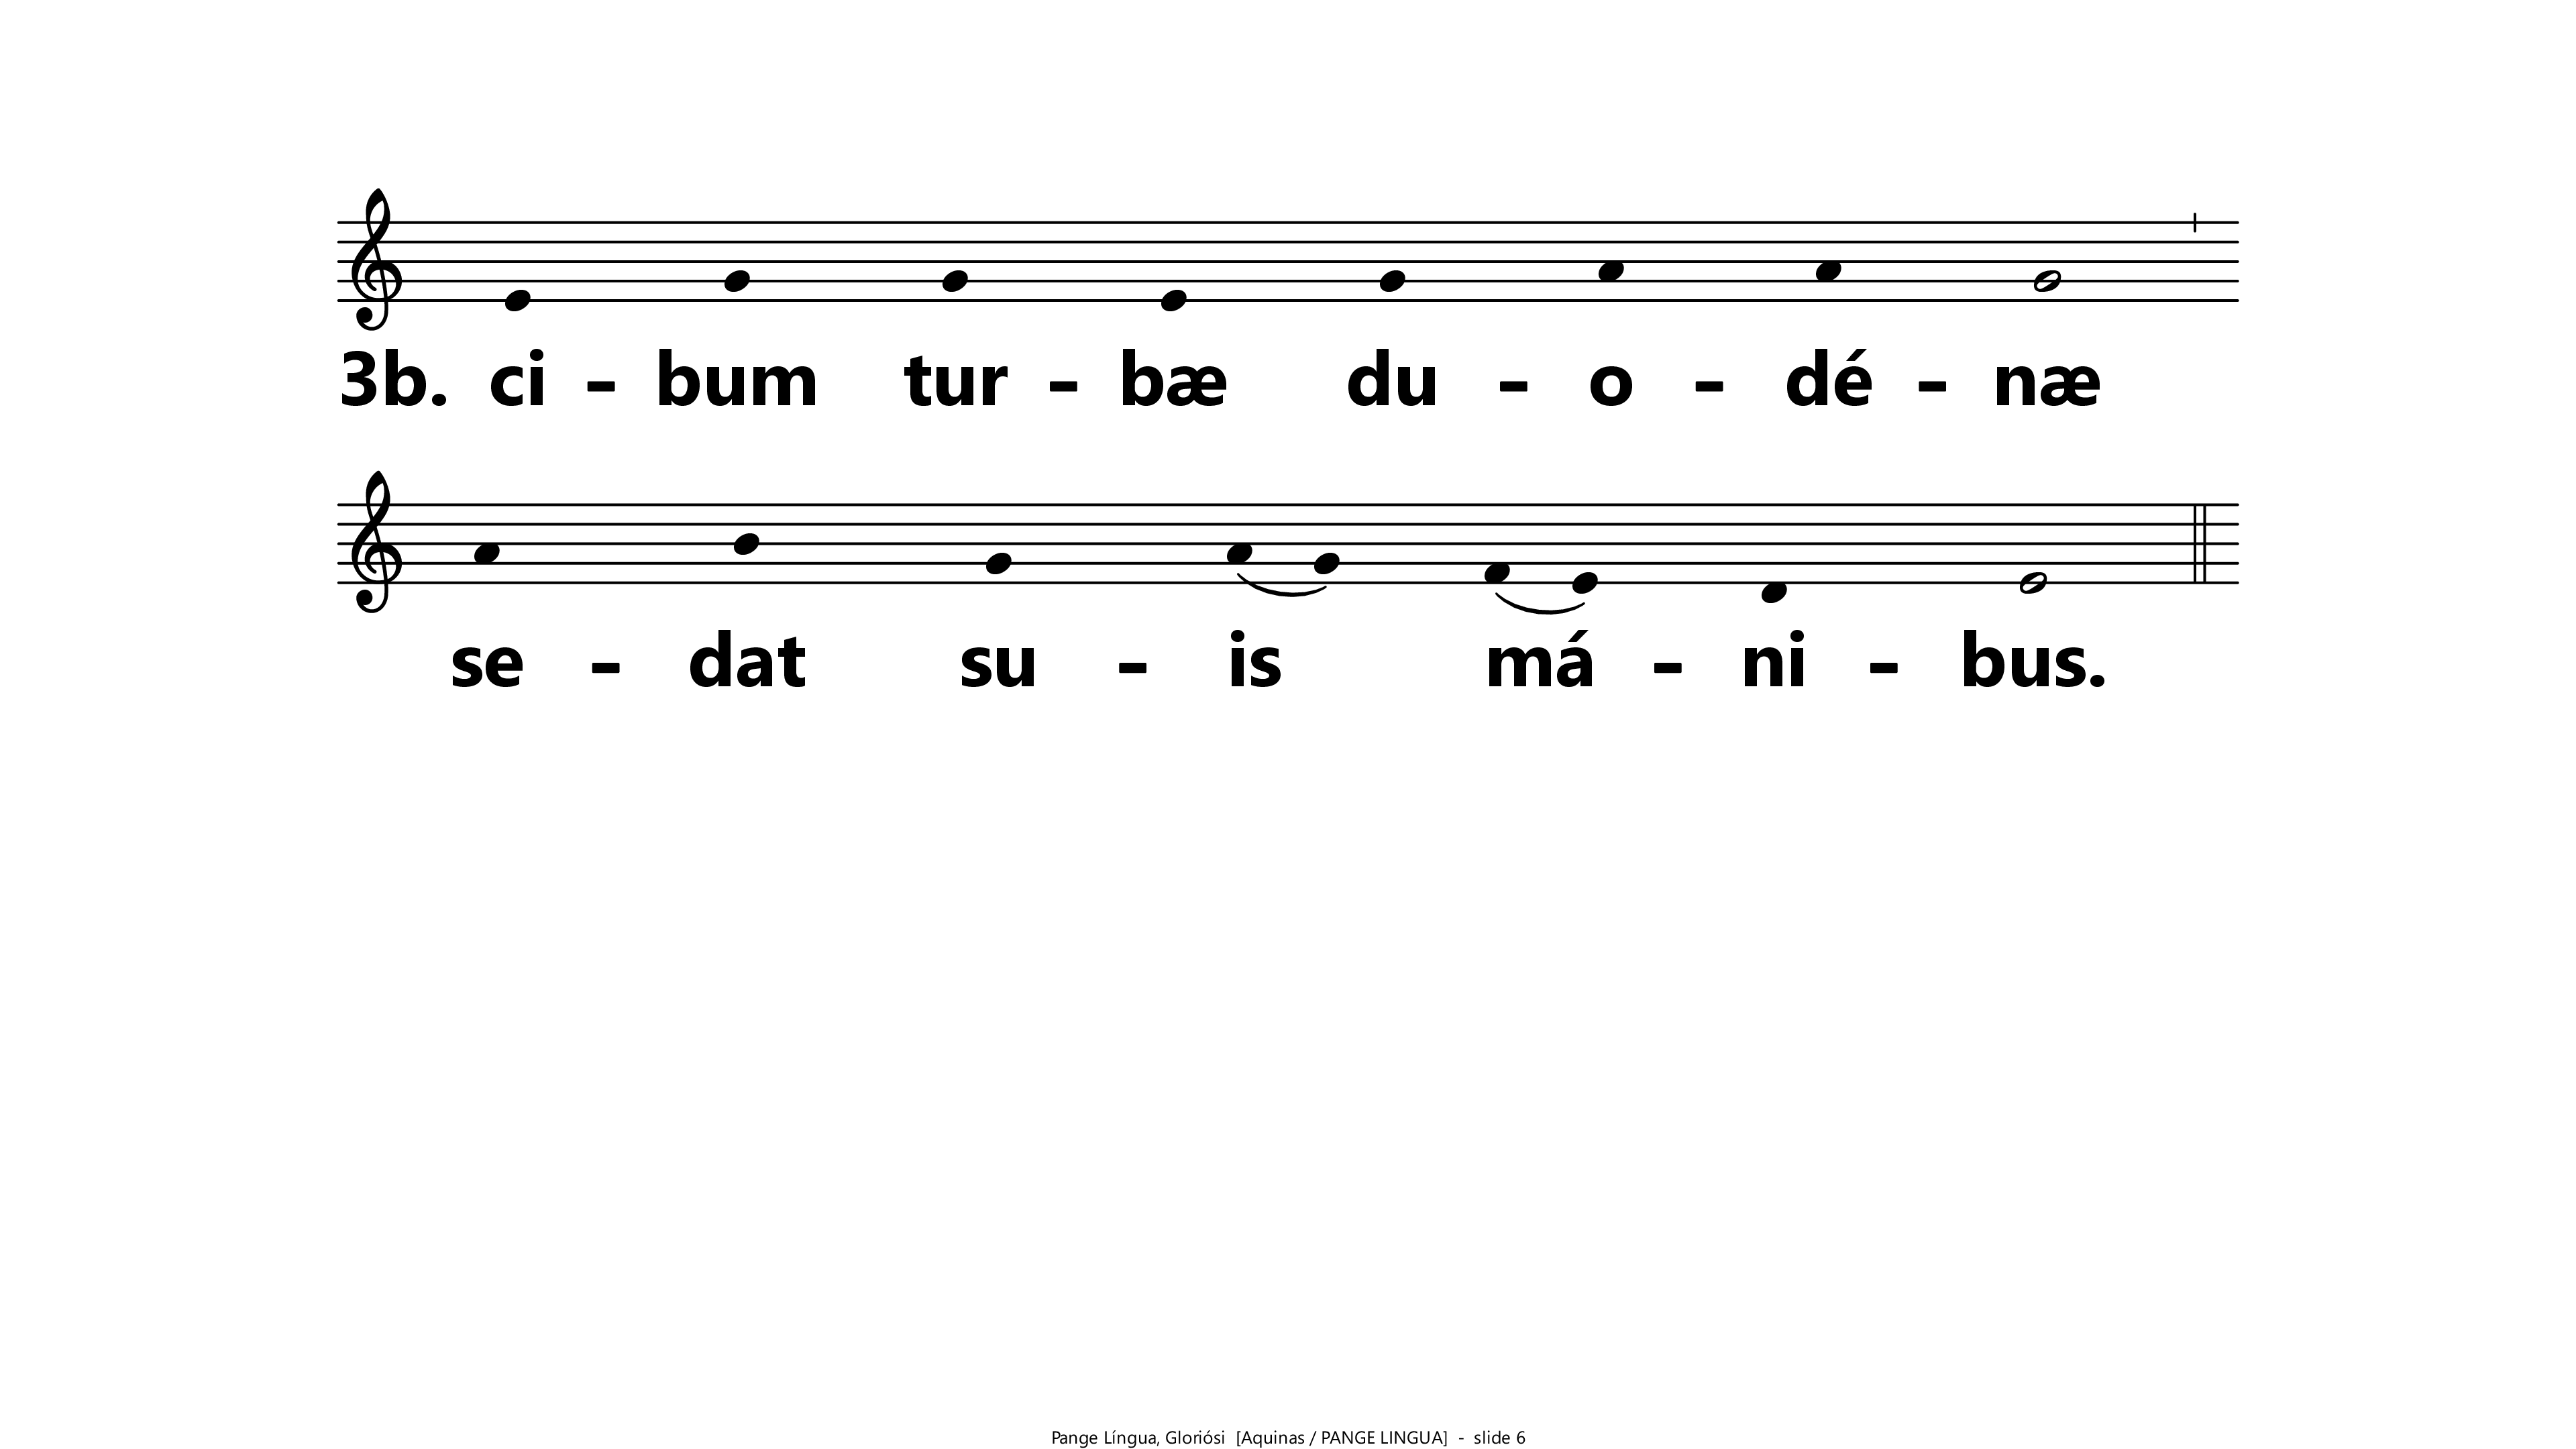 3b. ci - bum tur - bæ du - o - dé - næ
se - dat su - is má - ni - bus.
Pange Língua, Gloriósi [Aquinas / PANGE LINGUA] - slide 6